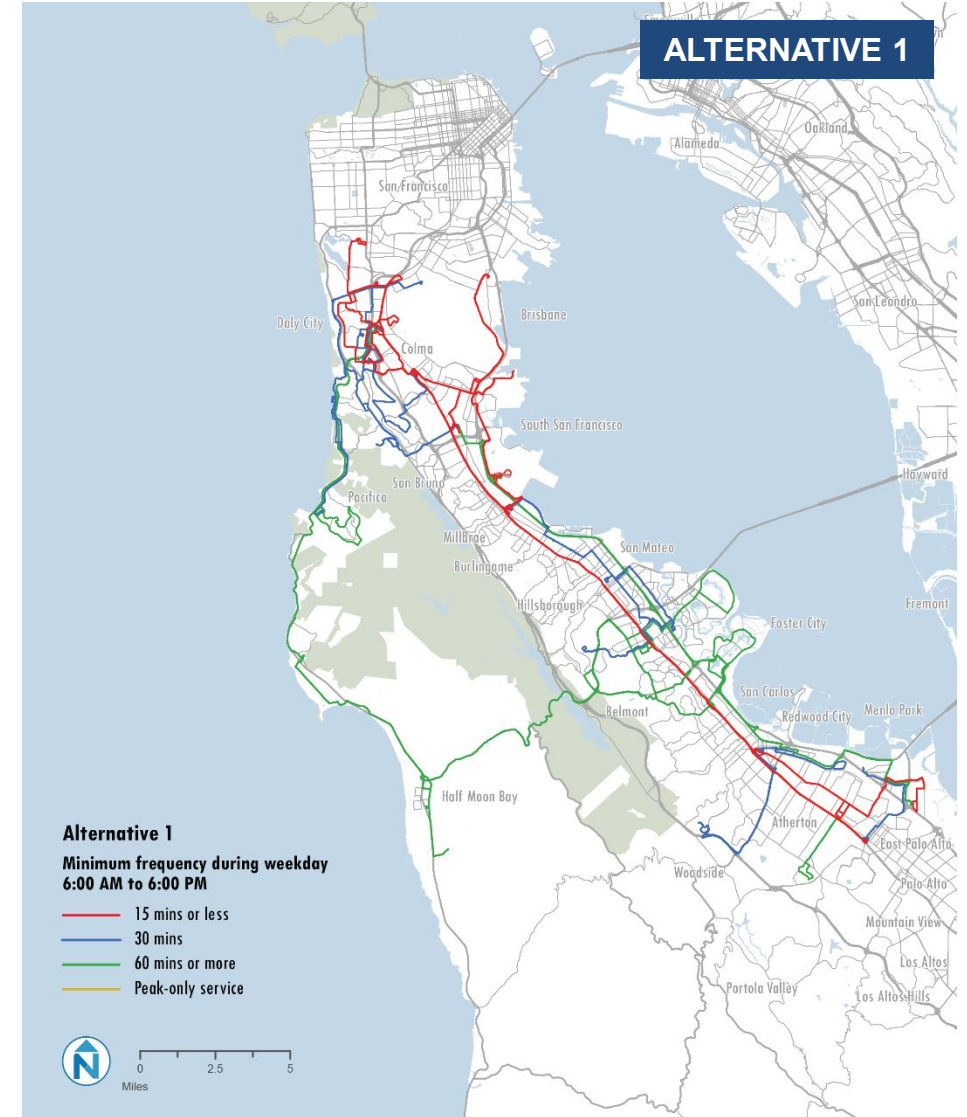 ALTERNATIVE 1
Oakland
Alameda
San Francisco
San Leandro
Daly City
Brisbane
Colma
South San Francisco
Hayward
San Bruno
Pacifica
Millbrae
San Mateo
Burlingame
Hillsborough
Fremont
Foster City
San Carlos
Belmont
Redwood City
Menlo Park
Half Moon Bay
Atherton
East Palo Alto
Woodside
Palo Alto
Mountain View
Los Altos
Portola Valley
Los Altos Hills
Alternative 1
Minimum frequency during weekday
6:00 AM to 6:00 PM
15 mins or less
30 mins
60 mins or more
Peak-only service
N
0 2.5 5
Miles